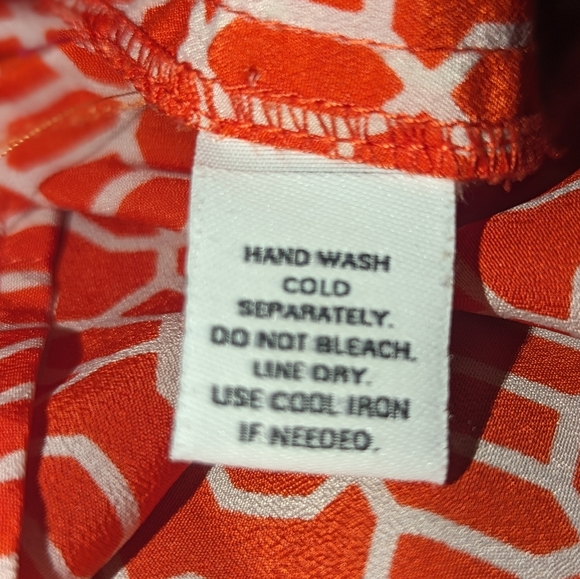 HAND WASH
COLD
SEPARATELY.
DO NOT BLEACH.
LINE DRY.
USE COOL IRON
IF NEEDED.